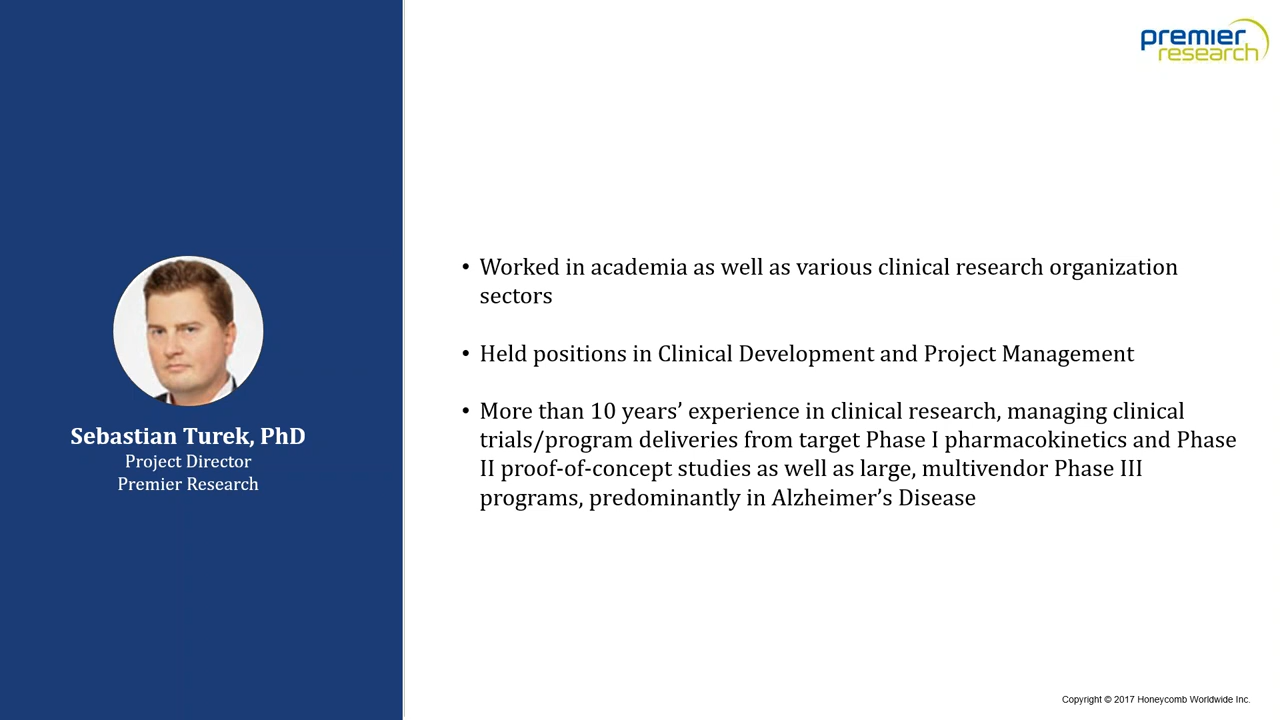 premier
research
Sebastian Turek, PhD
Project Director
Premier Research
• Worked in academia as well as various clinical research organization
sectors
• Held positions in Clinical Development and Project Management
• More than 10 years’ experience in clinical research, managing clinical
trials/program deliveries from target Phase I pharmacokinetics and Phase
II proof-of-concept studies as well as large, multivendor Phase III
programs, predominantly in Alzheimer’s Disease
Copyright © 2017 Honeycomb Worldwide Inc.